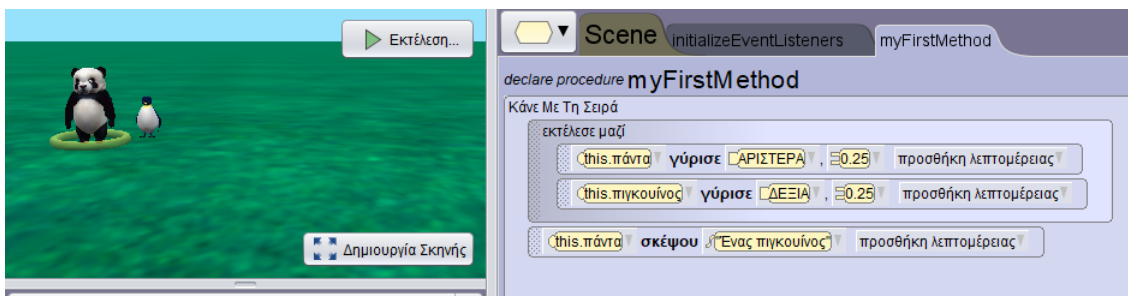 Εκτέλεση...
Δημιουργία Σκηνής
Scene initializeEventListeners myFirstMethod
declare procedure myFirstMethod
Κάνε Με Τη Σειρά
εκτέλεσε μαζί
this.πάντα γύρισε ΑΡΙΣΤΕΡΑ , 0.25 προσθήκη λεπτομέρειας
this.πιγκουίνος γύρισε ΔΕΞΙΑ , 0.25 προσθήκη λεπτομέρειας
this.πάντα σκέψου "Ένας πιγκουίνος" προσθήκη λεπτομέρειας